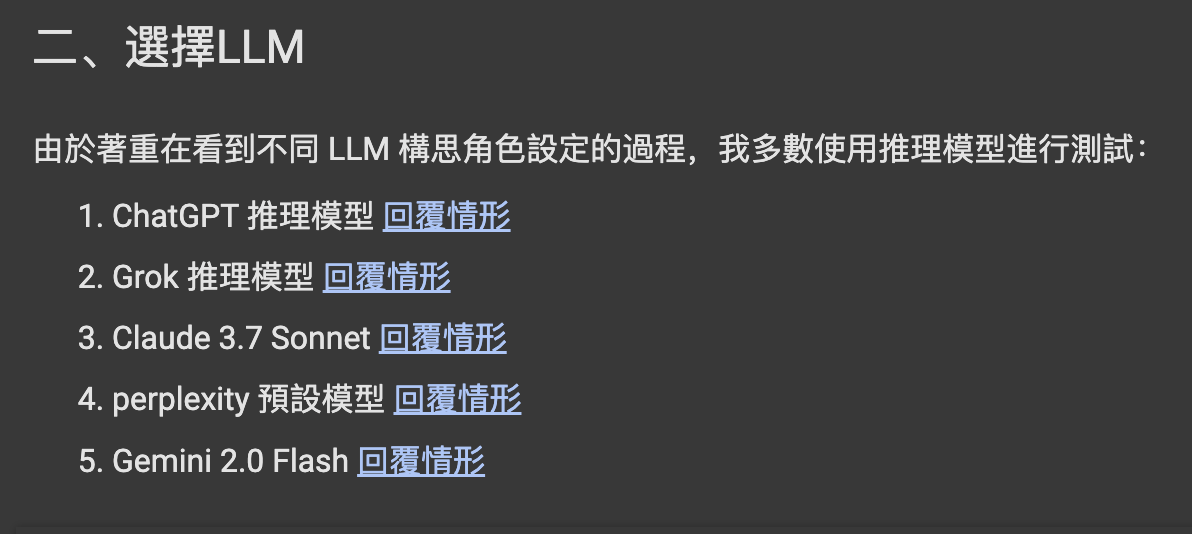 二、選擇LLM
由於著重在看到不同 LLM 構思角色設定的過程，我多數使用推理模型進行測試：
1. ChatGPT 推理模型 回覆情形
2. Grok 推理模型 回覆情形
3. Claude 3.7 Sonnet 回覆情形
4. perplexity 預設模型 回覆情形
5. Gemini 2.0 Flash 回覆情形